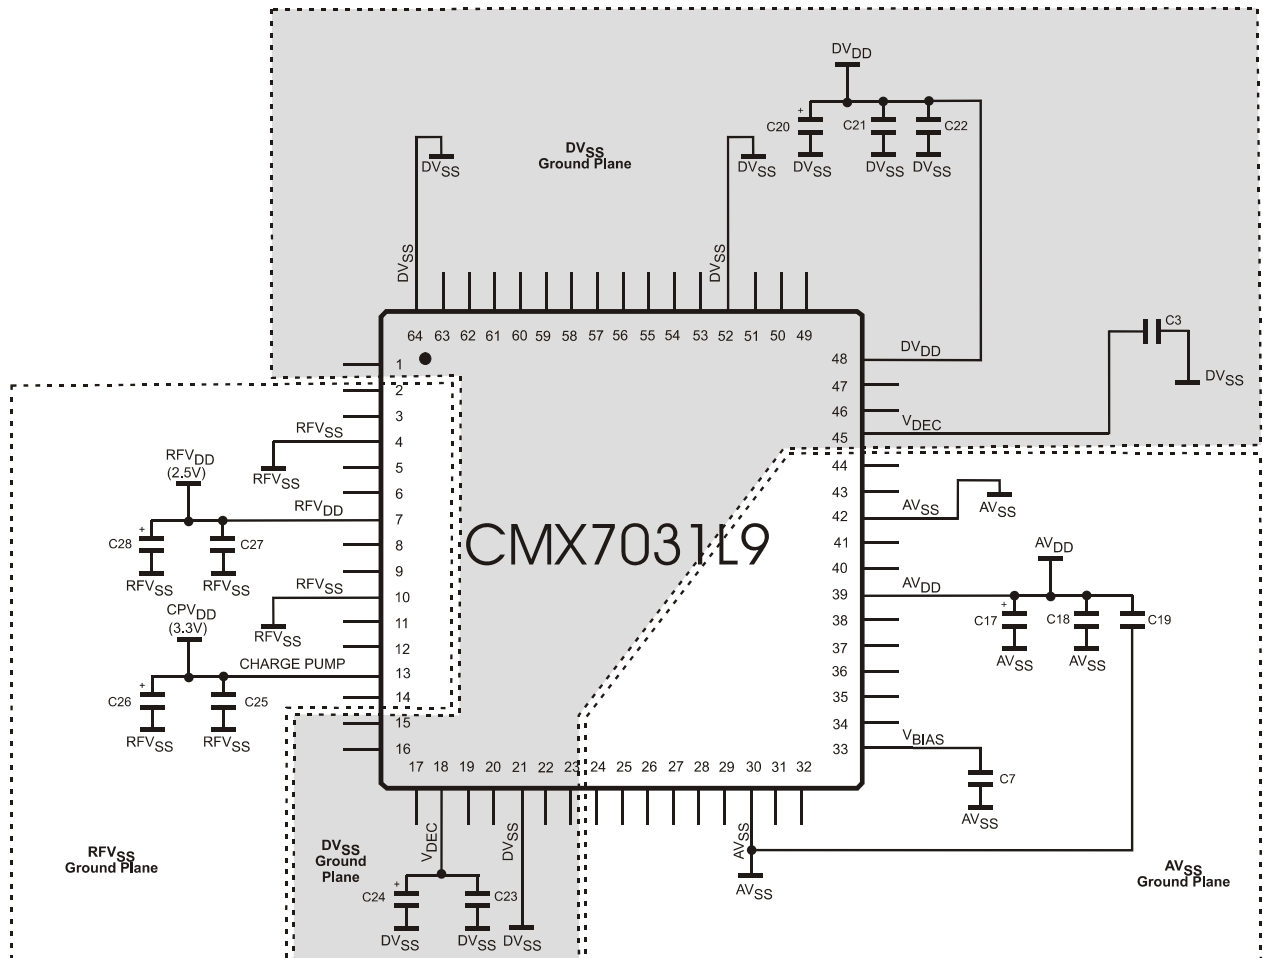 DVDD
+
C20
C21
C22
DVSS
DVSS
DVSS
Ground Plane
DVSS
DVSS
DVSS
DVSS
DVSS
DVSS
C3
DVSS
64 63 62 61 60 59 58 57 56 55 54 53 52 51 50 49
1
2
3
4
5
6
7
8
9
10
11
12
13
14
15
16
48
47
46
45
44
43
42
41
40
39
38
37
36
35
34
33
DVDD
VDEC
RFVSS
RFVSS
RFVDD
(2.5V)
RFVDD
+
C28
C27
RFVSS
RFVSS
RFVSS
RFVSS
CPVDD
(3.3V)
CHARGE PUMP
+
C26
C25
RFVSS
RFVSS
CMX7031L9
AVSS
AVSS
AVDD
AVDD
+
C17
C18
C19
AVSS
AVSS
VBIAS
C7
AVSS
17 18 19 20 21 22 23 24 25 26 27 28 29 30 31 32
VDEC
DVSS
AVSS
AVSS
RFVSS
Ground Plane
DVSS
Ground
Plane
+
C24
C23
DVSS
DVSS
DVSS
AVSS
Ground Plane